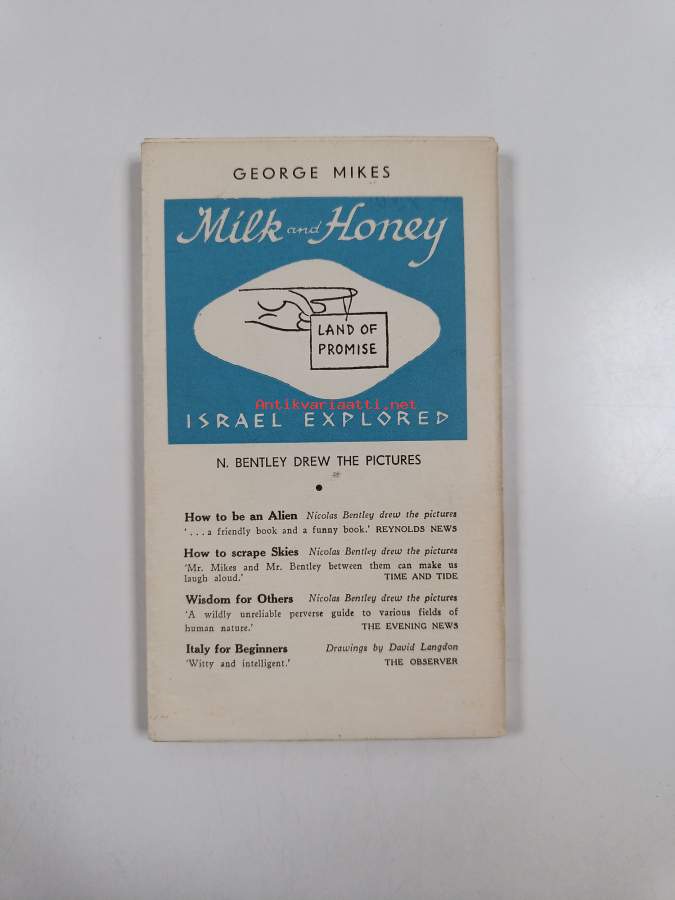 GEORGE MIKES
Milk and Honey
LAND OF
PROMISE
Antikvariaatti.net
ISRAEL EXPLORED
N. BENTLEY DREW THE PICTURES
How to be an Alien Nicolas Bentley drew the pictures
'. . . a friendly book and a funny book.' REYNOLDS NEWS
How to scrape Skies Nicolas Bentley drew the pictures
'Mr. Mikes and Mr. Bentley between them can make us
laugh aloud.' TIME AND TIDE
Wisdom for Others Nicolas Bentley drew the pictures
'A wildly unreliable perverse guide to various fields of
human nature.' THE EVENING NEWS
Italy for Beginners Drawings by David Langdon
'Witty and intelligent.' THE OBSERVER